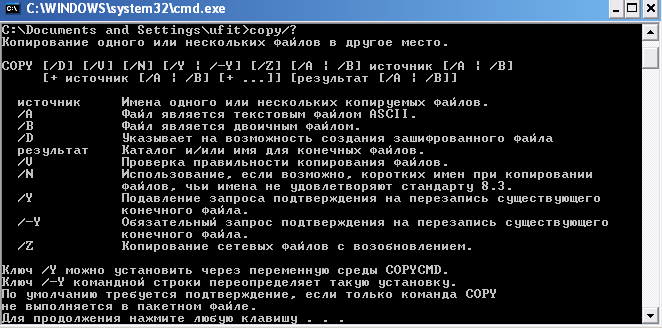 C:\WINDOWS\system32\cmd.exe
C:\Documents and Settings\ufit>copy/?
Копирование одного или нескольких файлов в другое место.
COPY [/D] [/V] [/N] [/Y ¦ /-Y] [/Z] [/A ¦ /B] источник [/A ¦ /B]
[+ источник [/A ¦ /B] [+ ...]] [результат [/A ¦ /B]]
источник Имена одного или нескольких копируемых файлов.
/A Файл является текстовым файлом ASCII.
/B Файл является двоичным файлом.
/D Указывает на возможность создания зашифрованного файла
результат Каталог и/или имя для конечных файлов.
/V Проверка правильности копирования файлов.
/N Использование, если возможно, коротких имен при копировании
файлов, чьи имена не удовлетворяют стандарту 8.3.
/Y Подавление запроса подтверждения на перезапись существующего
конечного файла.
/-Y Обязательный запрос подтверждения на перезапись существующего
конечного файла.
/Z Копирование сетевых файлов с возобновлением.
Ключ /Y можно установить через переменную среды COPYCMD.
Ключ /-Y командной строки переопределяет такую установку.
По умолчанию требуется подтверждение, если только команда COPY
не выполняется в пакетном файле.
Для продолжения нажмите любую клавишу . . .